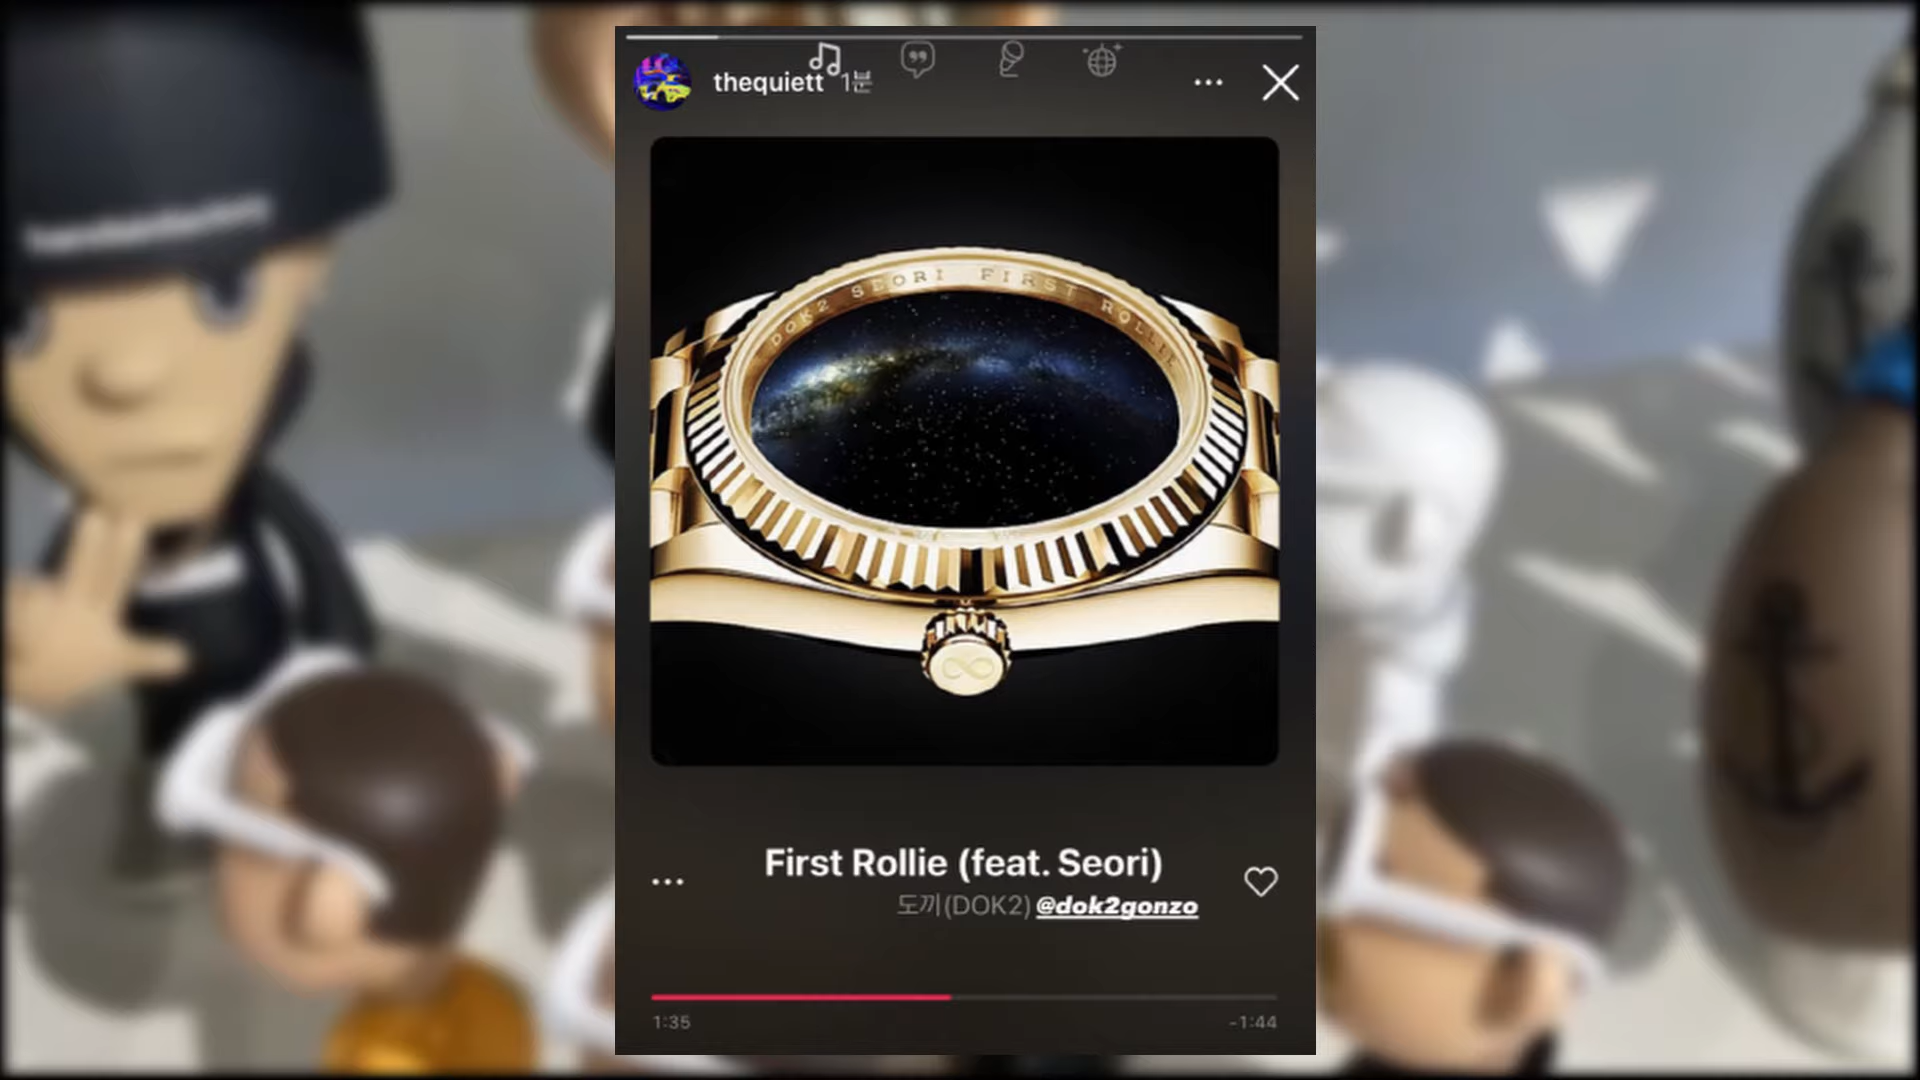 thequiett 1분
DOK2 SEORI FIRST ROLLIE
First Rollie (feat. Seori)
도끼(DOK2) @dok2gonzo
1:35
-1:44